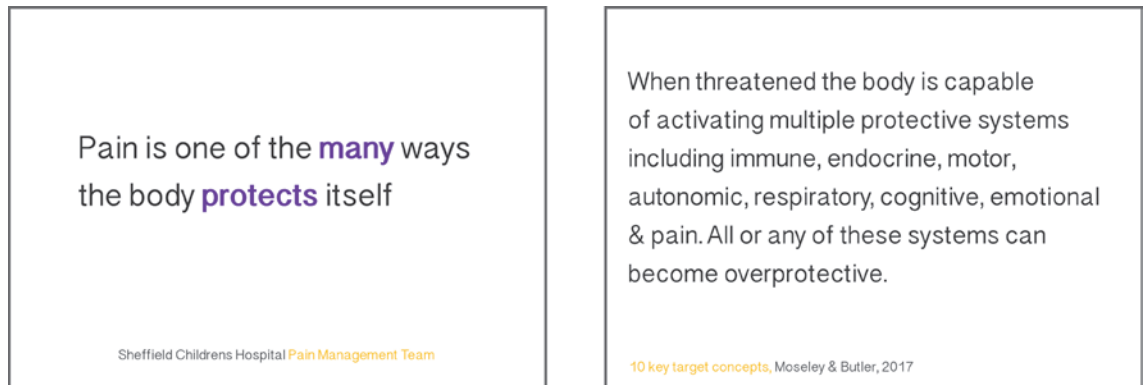 Pain is one of the many ways
the body protects itself
Sheffield Childrens Hospital Pain Management Team
When threatened the body is capable
of activating multiple protective systems
including immune, endocrine, motor,
autonomic, respiratory, cognitive, emotional
& pain. All or any of these systems can
become overprotective.
10 key target concepts, Moseley & Butler, 2017